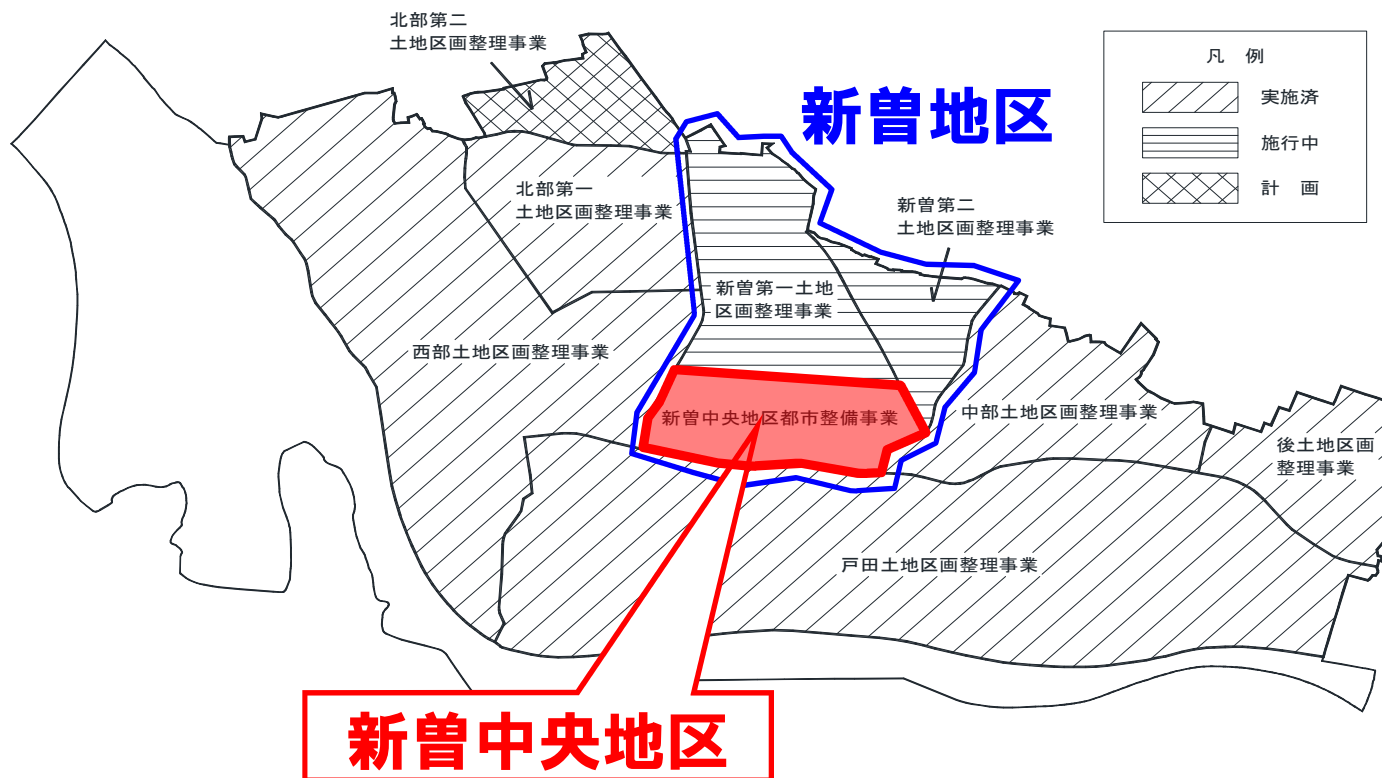 北部第二
土地区画整理事業
新曽地区
凡 例
実施済
施行中
計 画
北部第一
土地区画整理事業
新曽第二
土地区画整理事業
新曽第一土地
区画整理事業
西部土地区画整理事業
新曽中央地区都市整備事業
中部土地区画整理事業
後土地区画
整理事業
戸田土地区画整理事業
新曽中央地区